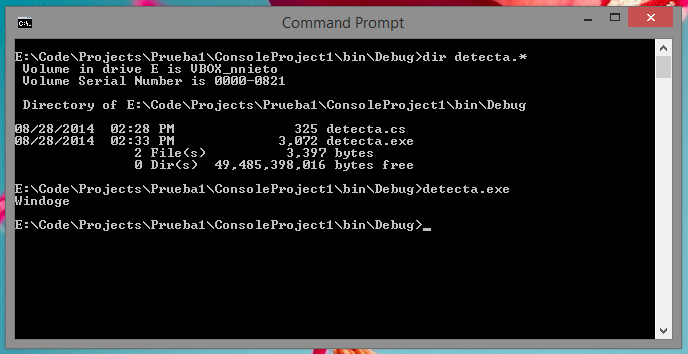 Command Prompt
E:\Code\Projects\Prueba1\ConsoleProject1\bin\Debug>dir detecta.*
Volume in drive E is VBOX_nnieto
Volume Serial Number is 0000-0821
Directory of E:\Code\Projects\Prueba1\ConsoleProject1\bin\Debug
08/28/2014 02:28 PM 325 detecta.cs
08/28/2014 02:33 PM 3,072 detecta.exe
2 File(s) 3,397 bytes
0 Dir(s) 49,485,398,016 bytes free
E:\Code\Projects\Prueba1\ConsoleProject1\bin\Debug>detecta.exe
Windoge
E:\Code\Projects\Prueba1\ConsoleProject1\bin\Debug>_